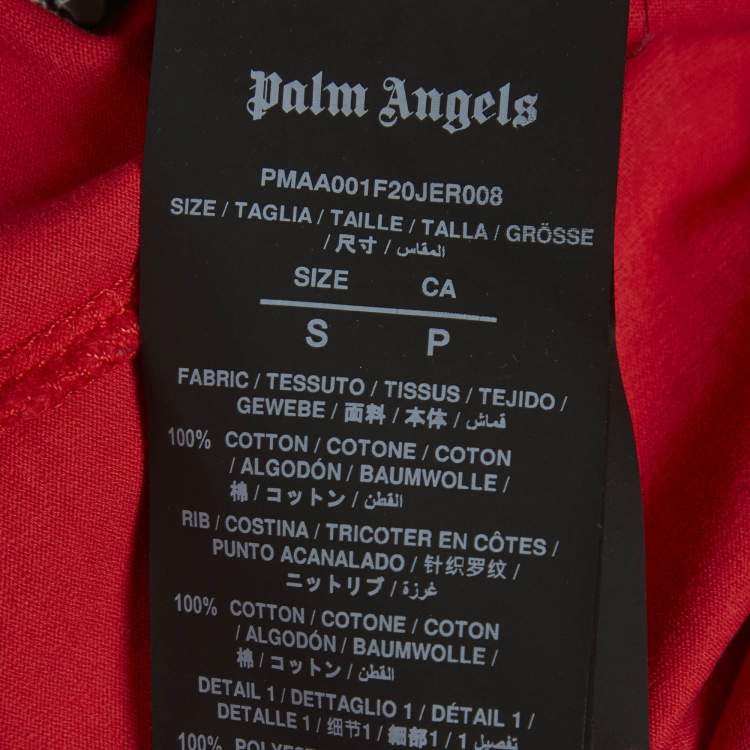 Palm Angels
PMAA001F20JER008
SIZE / TAGLIA / TAILLE / TALLA / GRÖSSE
/ 尺寸 / المقاس
SIZE CA
S P
FABRIC / TESSUTO / TISSUS / TEJIDO /
GEWEBE / 面料 / 本体 / قماش
100% COTTON / COTONE / COTON
/ ALGODÓN / BAUMWOLLE /
棉 / コットン / القطن
RIB / COSTINA / TRICOTER EN CÔTES /
PUNTO ACANALADO / 针织罗纹 /
ニットリブ / غرزة
100% COTTON / COTONE / COTON
/ ALGODÓN / BAUMWOLLE /
棉 / コットン / القطن
DETAIL 1 / DETTAGLIO 1 / DÉTAIL 1 /
DETALLE 1 / 细节1 / 細部1 / تفصيل 1
100%